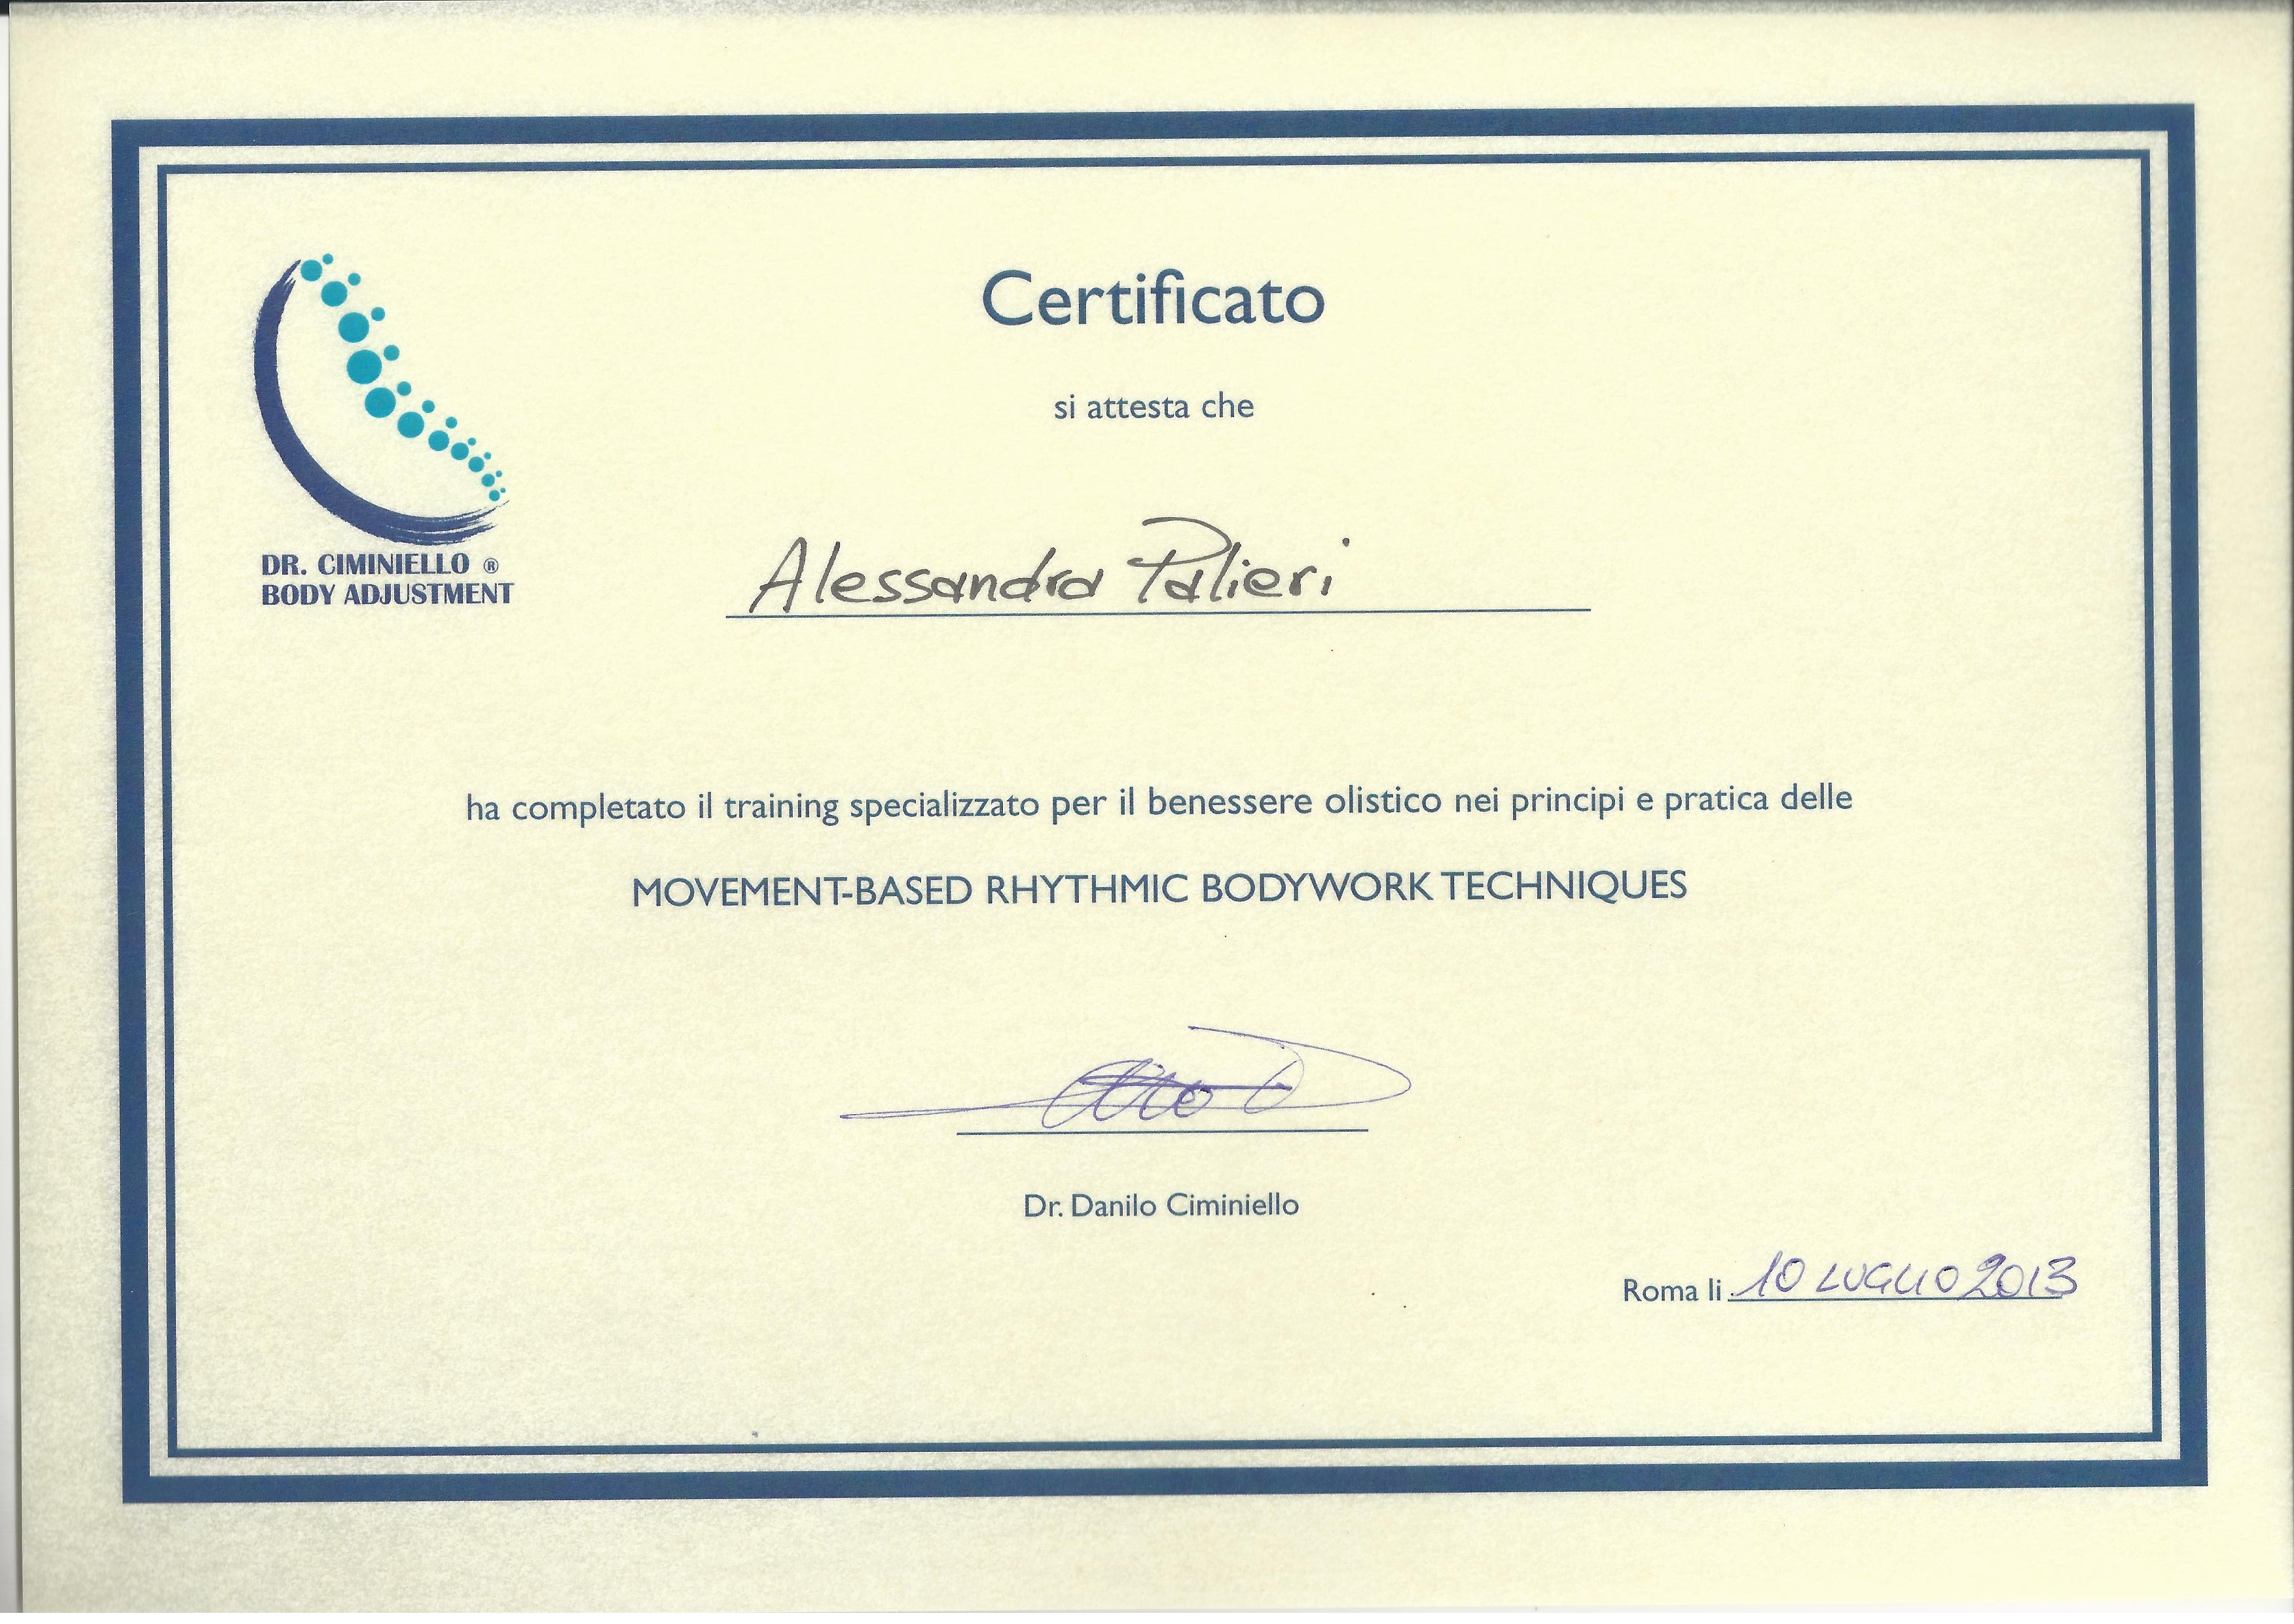 Certificato
si attesta che
DR. CIMINIELLO ®
BODY ADJUSTMENT
Alessandra Palieri
ha completato il training specializzato per il benessere olistico nei principi e pratica delle
MOVEMENT-BASED RHYTHMIC BODYWORK TECHNIQUES
Dr. Danilo Ciminiello
Roma li 10 LUGLIO 2013